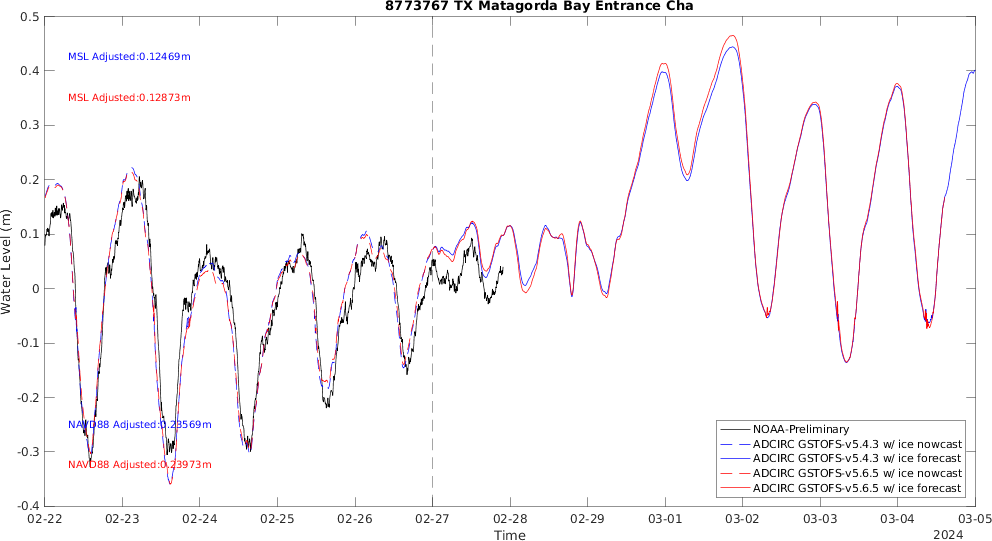 8773767 TX Matagorda Bay Entrance Cha
0.5
0.4
0.3
0.2
0.1
0
-0.1
-0.2
-0.3
-0.4
Water Level (m)
MSL Adjusted:0.12469m
MSL Adjusted:0.12873m
NAVD88 Adjusted:0.23569m
NAVD88 Adjusted:0.23973m
NOAA-Preliminary
ADCIRC GSTOFS-v5.4.3 w/ ice nowcast
ADCIRC GSTOFS-v5.4.3 w/ ice forecast
ADCIRC GSTOFS-v5.6.5 w/ ice nowcast
ADCIRC GSTOFS-v5.6.5 w/ ice forecast
02-22 02-23 02-24 02-25 02-26 02-27 02-28 02-29 03-01 03-02 03-03 03-04 03-05
Time
2024